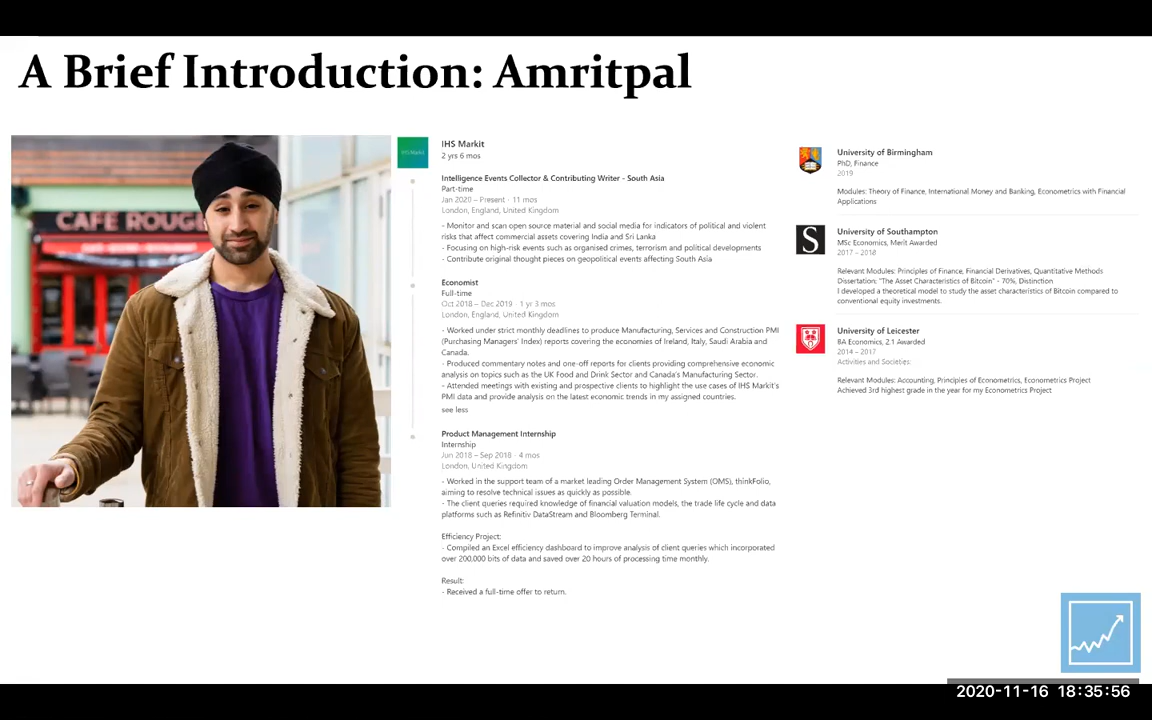 A Brief Introduction: Amritpal
CAFE ROUGE
IHS Markit
IHS Markit
2 yrs 6 mos
Intelligence Events Collector & Contributing Writer - South Asia
Part-time
Jan 2020 – Present · 11 mos
London, England, United Kingdom
- Monitor and scan open source material and social media for indicators of political and violent
risks that affect commercial assets covering India and Sri Lanka
- Focusing on high-risk events such as organised crimes, terrorism and political developments
- Contribute original thought pieces on geopolitical events affecting South Asia
Economist
Full-time
Oct 2018 – Dec 2019 · 1 yr 3 mos
London, England, United Kingdom
- Worked under strict monthly deadlines to produce Manufacturing, Services and Construction PMI
(Purchasing Managers' Index) reports covering the economies of Ireland, Italy, Saudi Arabia and
Canada.
- Produced commentary notes and one-off reports for clients providing comprehensive economic
analysis on topics such as the UK Food and Drink Sector and Canada's Manufacturing Sector.
- Attended meetings with existing and prospective clients to highlight the use cases of IHS Markit's
PMI data and provide analysis on the latest economic trends in my assigned countries.
see less
Product Management Internship
Internship
Jun 2018 – Sep 2018 · 4 mos
London, United Kingdom
- Worked in the support team of a market leading Order Management System (OMS), thinkFolio,
aiming to resolve technical issues as quickly as possible.
- The client queries required knowledge of financial valuation models, the trade life cycle and data
platforms such as Refinitiv DataStream and Bloomberg Terminal.
Efficiency Project:
- Compiled an Excel efficiency dashboard to improve analysis of client queries which incorporated
over 200,000 bits of data and saved over 20 hours of processing time monthly.
Result:
- Received a full-time offer to return.
University of Birmingham
PhD, Finance
2019
Modules: Theory of Finance, International Money and Banking, Econometrics with Financial
Applications
S
University of Southampton
MSc Economics, Merit Awarded
2017 – 2018
Relevant Modules: Principles of Finance, Financial Derivatives, Quantitative Methods
Dissertation: "The Asset Characteristics of Bitcoin" - 70%, Distinction
I developed a theoretical model to study the asset characteristics of Bitcoin compared to
conventional equity investments.
University of Leicester
BA Economics, 2.1 Awarded
2014 – 2017
Activities and Societies:
Relevant Modules: Accounting, Principles of Econometrics, Econometrics Project
Achieved 3rd highest grade in the year for my Econometrics Project
2020-11-16 18:35:56